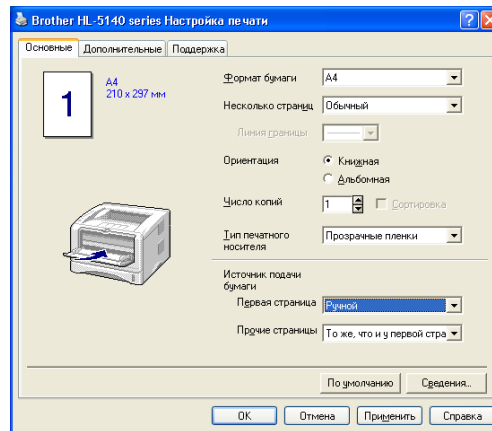 Brother HL-5140 series Настройка печати
Основные Дополнительные Поддержка
1
A4
210 x 297 мм
Формат бумаги A4
Несколько страниц Обычный
Линия границы
Ориентация Книжная
Альбомная
Число копий 1 Сортировка
Тип печатного носителя Прозрачные пленки
Источник подачи бумаги
Первая страница Ручной
Прочие страницы То же, что и у первой стра
По умолчанию Сведения...
OK Отмена Применить Справка